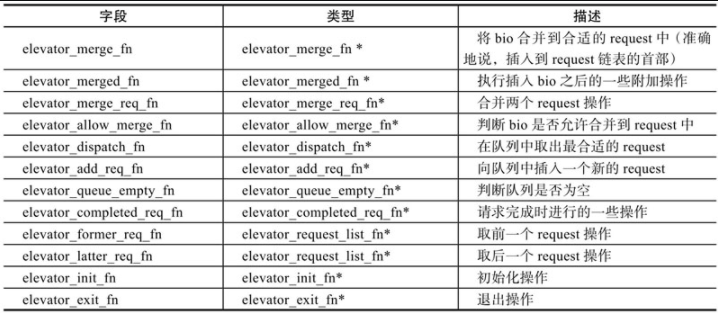 字段 类型 描述
elevator_merge_fn elevator_merge_fn * 将 bio 合并到合适的 request 中（准确
地说，插入到 request 链表的首部）
elevator_merged_fn elevator_merged_fn * 执行插入 bio 之后的一些附加操作
elevator_merge_req_fn elevator_merge_req_fn* 合并两个 request 操作
elevator_allow_merge_fn elevator_allow_merge_fn* 判断 bio 是否允许合并到 request 中
elevator_dispatch_fn elevator_dispatch_fn* 在队列中取出最合适的 request
elevator_add_req_fn elevator_add_req_fn* 向队列中插入一个新的 request
elevator_queue_empty_fn elevator_queue_empty_fn* 判断队列是否为空
elevator_completed_req_fn elevator_completed_req_fn* 请求完成时进行的一些操作
elevator_former_req_fn elevator_request_list_fn* 取前一个 request 操作
elevator_latter_req_fn elevator_request_list_fn* 取后一个 request 操作
elevator_init_fn elevator_init_fn* 初始化操作
elevator_exit_fn elevator_exit_fn* 退出操作